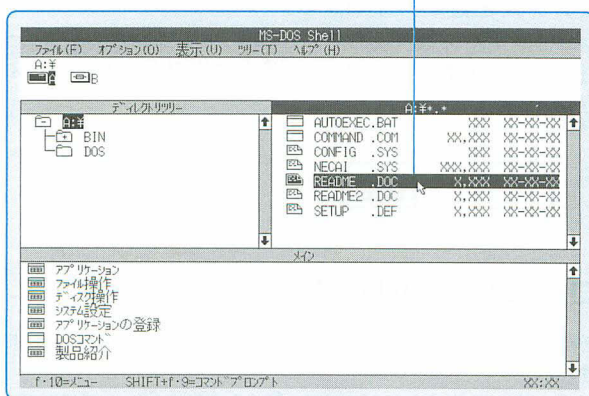 MS-DOS Shell
ファイル(F) オプション(O) 表示(U) ツリー(T) ヘルプ(H)
A:¥
A B
ディレクトリツリー
A:¥
BIN
DOS
A:¥*.*
AUTOEXEC.BAT XXX XX-XX-XX
COMMAND .COM XX,XXX XX-XX-XX
CONFIG .SYS XXX XX-XX-XX
NECAI .SYS XXX,XXX XX-XX-XX
README .DOC X,XXX XX-XX-XX
README2 .DOC X,XXX XX-XX-XX
SETUP .DEF X,XXX XX-XX-XX
メイン
アプリケーション
ファイル操作
ディスク操作
システム設定
アプリケーションの登録
DOSコマンド
製品紹介
f・10=メニュー SHIFT+f・9=コマンドプロンプト XX:XX